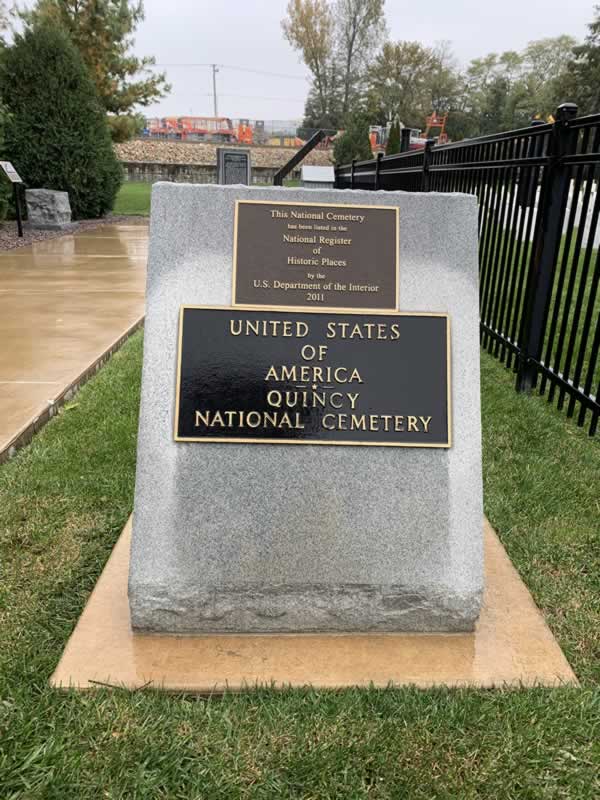 This National Cemetery
has been listed in the
National Register
of
Historic Places
by the
U.S. Department of the Interior
2011
UNITED STATES
OF
AMERICA
QUINCY
NATIONAL CEMETERY